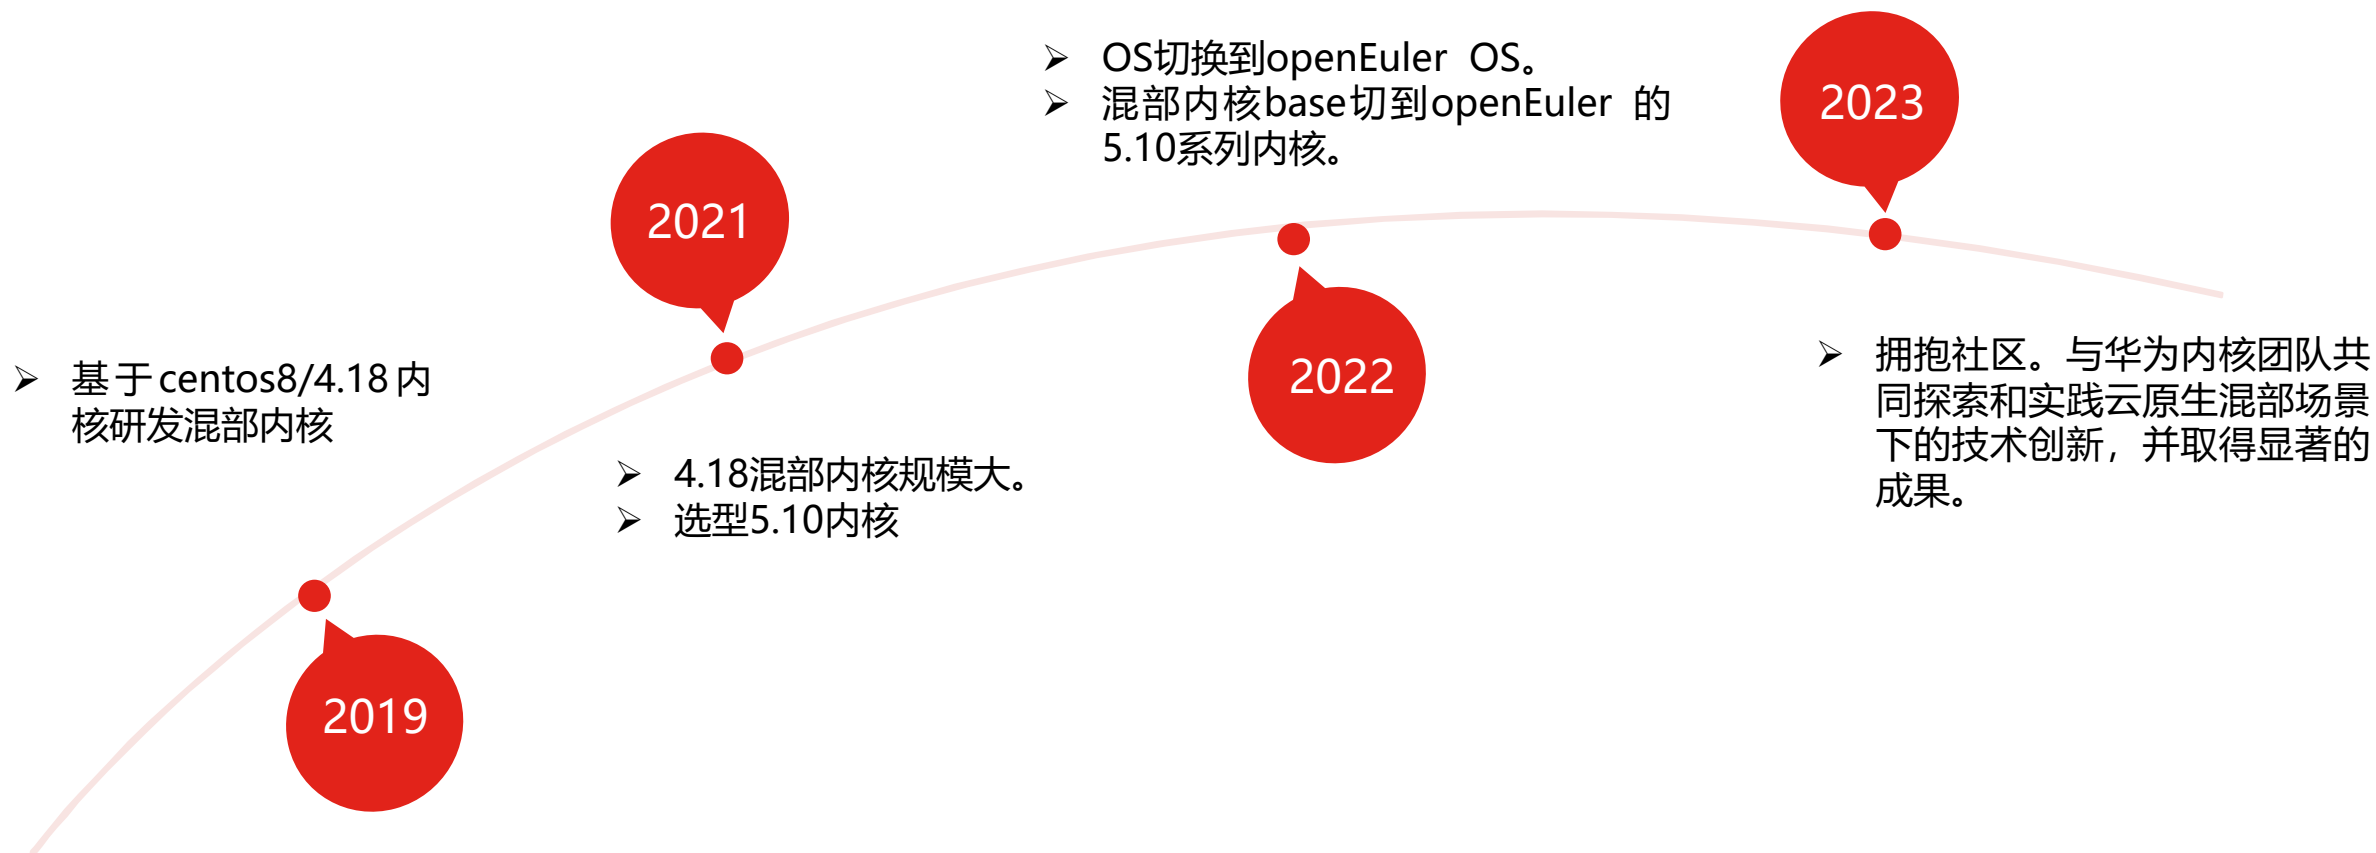 2019
基于centos8/4.18内
核研发混部内核
2021
4.18混部内核规模大。
选型5.10内核
OS切换到openEuler OS。
混部内核base切到openEuler 的
5.10系列内核。
2022
2023
拥抱社区。与华为内核团队共
同探索和实践云原生混部场景
下的技术创新，并取得显著的
成果。